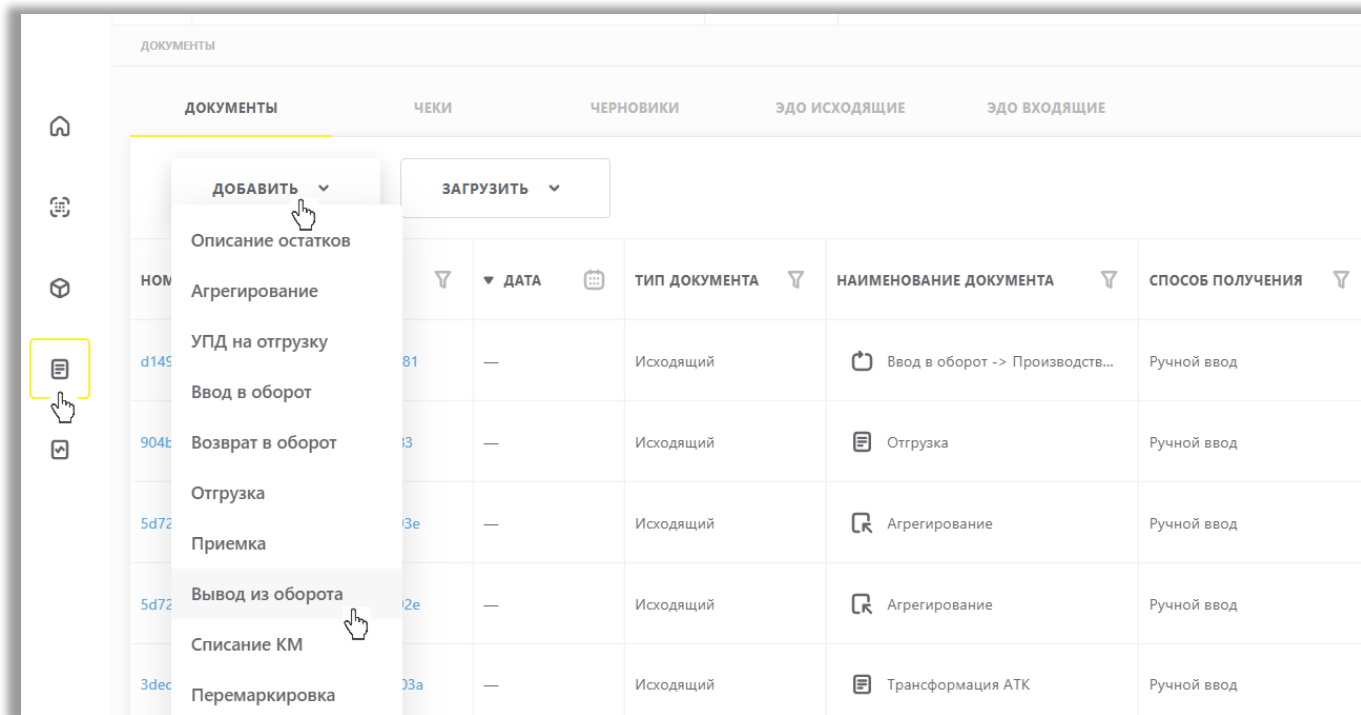 ДОКУМЕНТЫ
ДОКУМЕНТЫ ЧЕКИ ЧЕРНОВИКИ ЭДО ИСХОДЯЩИЕ ЭДО ВХОДЯЩИЕ
ДОБАВИТЬ ЗАГРУЗИТЬ
Описание остатков
НОМ ДАТА ТИП ДОКУМЕНТА НАИМЕНОВАНИЕ ДОКУМЕНТА СПОСОБ ПОЛУЧЕНИЯ
Агрегирование
УПД на отгрузку
d149 81 — Исходящий Ввод в оборот -> Производств... Ручной ввод
Ввод в оборот
904b Возврат в оборот 33 — Исходящий Отгрузка Ручной ввод
Отгрузка
5d72 3e — Исходящий Агрегирование Ручной ввод
Приемка
Вывод из оборота
5d72 2e — Исходящий Агрегирование Ручной ввод
Списание КМ
3dec 03a — Исходящий Трансформация АТК Ручной ввод
Перемаркировка